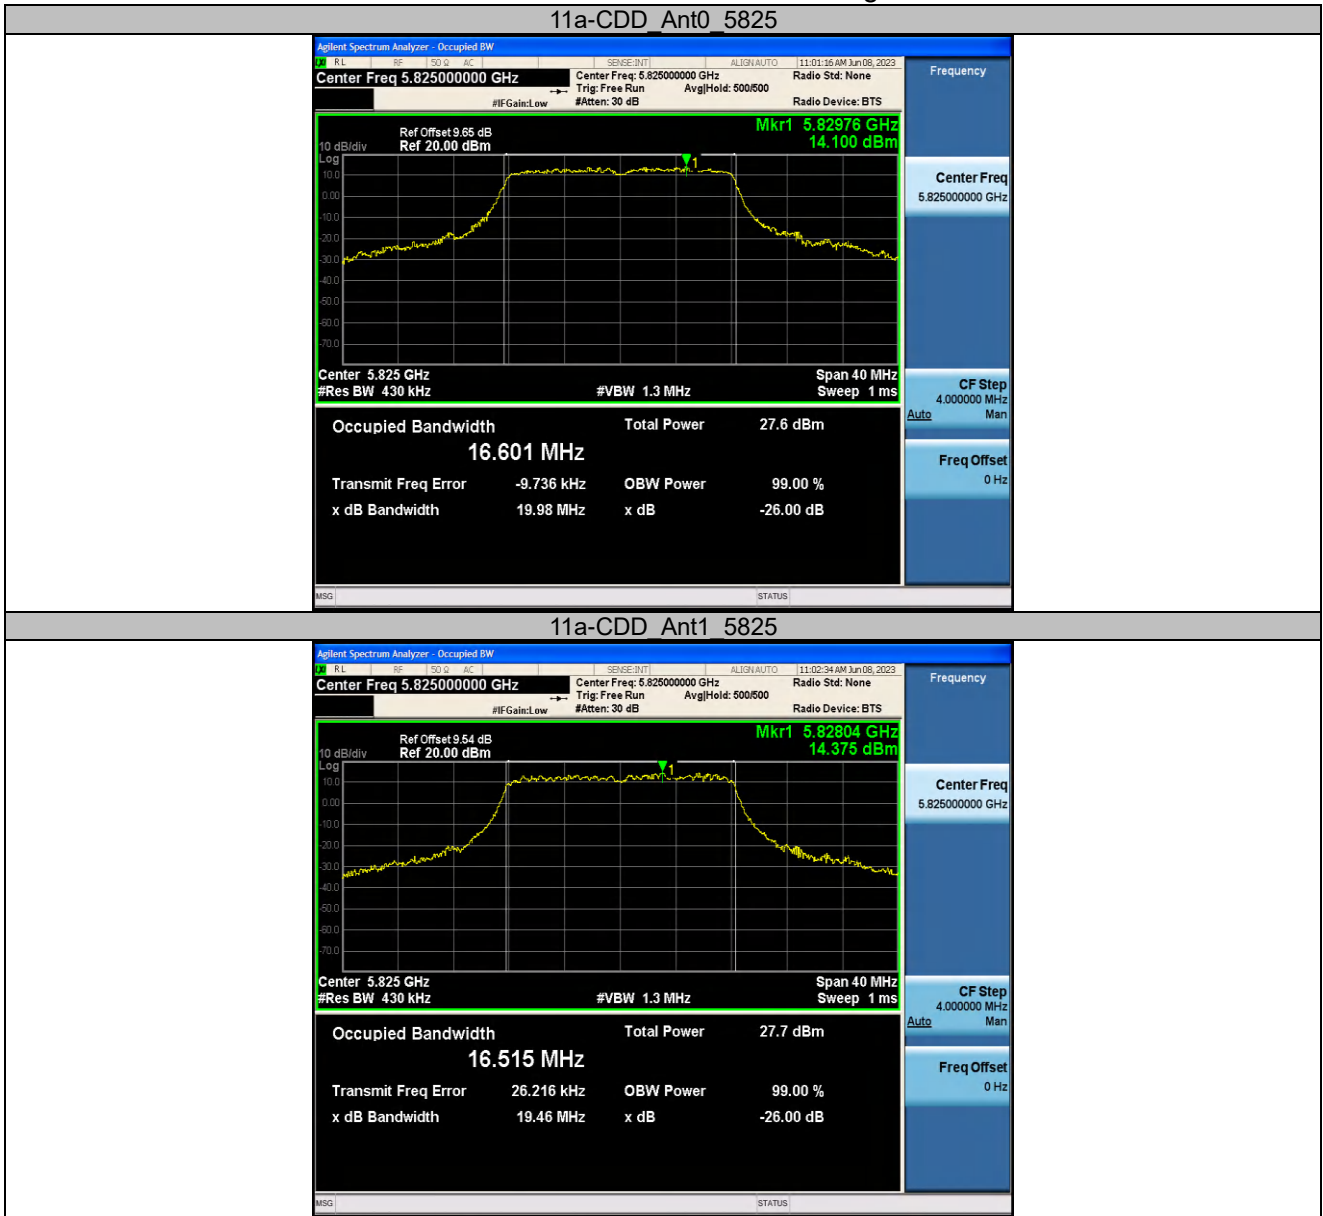 11a-CDD_Ant0_5825
Agilent Spectrum Analyzer - Occupied BW
RL RF 50 Ω AC SENSE:INT ALIGN AUTO 11:01:16 AM Jun 08, 2023
Center Freq 5.825000000 GHz
Center Freq: 5.825000000 GHz Radio Std: None
Trig: Free Run Avg|Hold: 500/500
#IFGain:Low #Atten: 30 dB Radio Device: BTS
Frequency
Mkr1 5.82976 GHz
14.100 dBm
Ref Offset 9.65 dB
10 dB/div Ref 20.00 dBm
Log
10.0
0.00
-10.0
-20.0
-30.0
-40.0
-50.0
-60.0
-70.0
1
Center 5.825 GHz Span 40 MHz
#Res BW 430 kHz #VBW 1.3 MHz Sweep 1 ms
Center Freq
5.825000000 GHz
CF Step
4.000000 MHz
Auto Man
Freq Offset
0 Hz
Occupied Bandwidth Total Power 27.6 dBm
16.601 MHz
Transmit Freq Error -9.736 kHz OBW Power 99.00 %
x dB Bandwidth 19.98 MHz x dB -26.00 dB
MSG STATUS
11a-CDD_Ant1_5825
Agilent Spectrum Analyzer - Occupied BW
RL RF 50 Ω AC SENSE:INT ALIGN AUTO 11:02:34 AM Jun 08, 2023
Center Freq 5.825000000 GHz
Center Freq: 5.825000000 GHz Radio Std: None
Trig: Free Run Avg|Hold: 500/500
#IFGain:Low #Atten: 30 dB Radio Device: BTS
Frequency
Mkr1 5.82804 GHz
14.375 dBm
Ref Offset 9.54 dB
10 dB/div Ref 20.00 dBm
Log
10.0
0.00
-10.0
-20.0
-30.0
-40.0
-50.0
-60.0
-70.0
1
Center 5.825 GHz Span 40 MHz
#Res BW 430 kHz #VBW 1.3 MHz Sweep 1 ms
Center Freq
5.825000000 GHz
CF Step
4.000000 MHz
Auto Man
Freq Offset
0 Hz
Occupied Bandwidth Total Power 27.7 dBm
16.515 MHz
Transmit Freq Error 26.216 kHz OBW Power 99.00 %
x dB Bandwidth 19.46 MHz x dB -26.00 dB
MSG STATUS